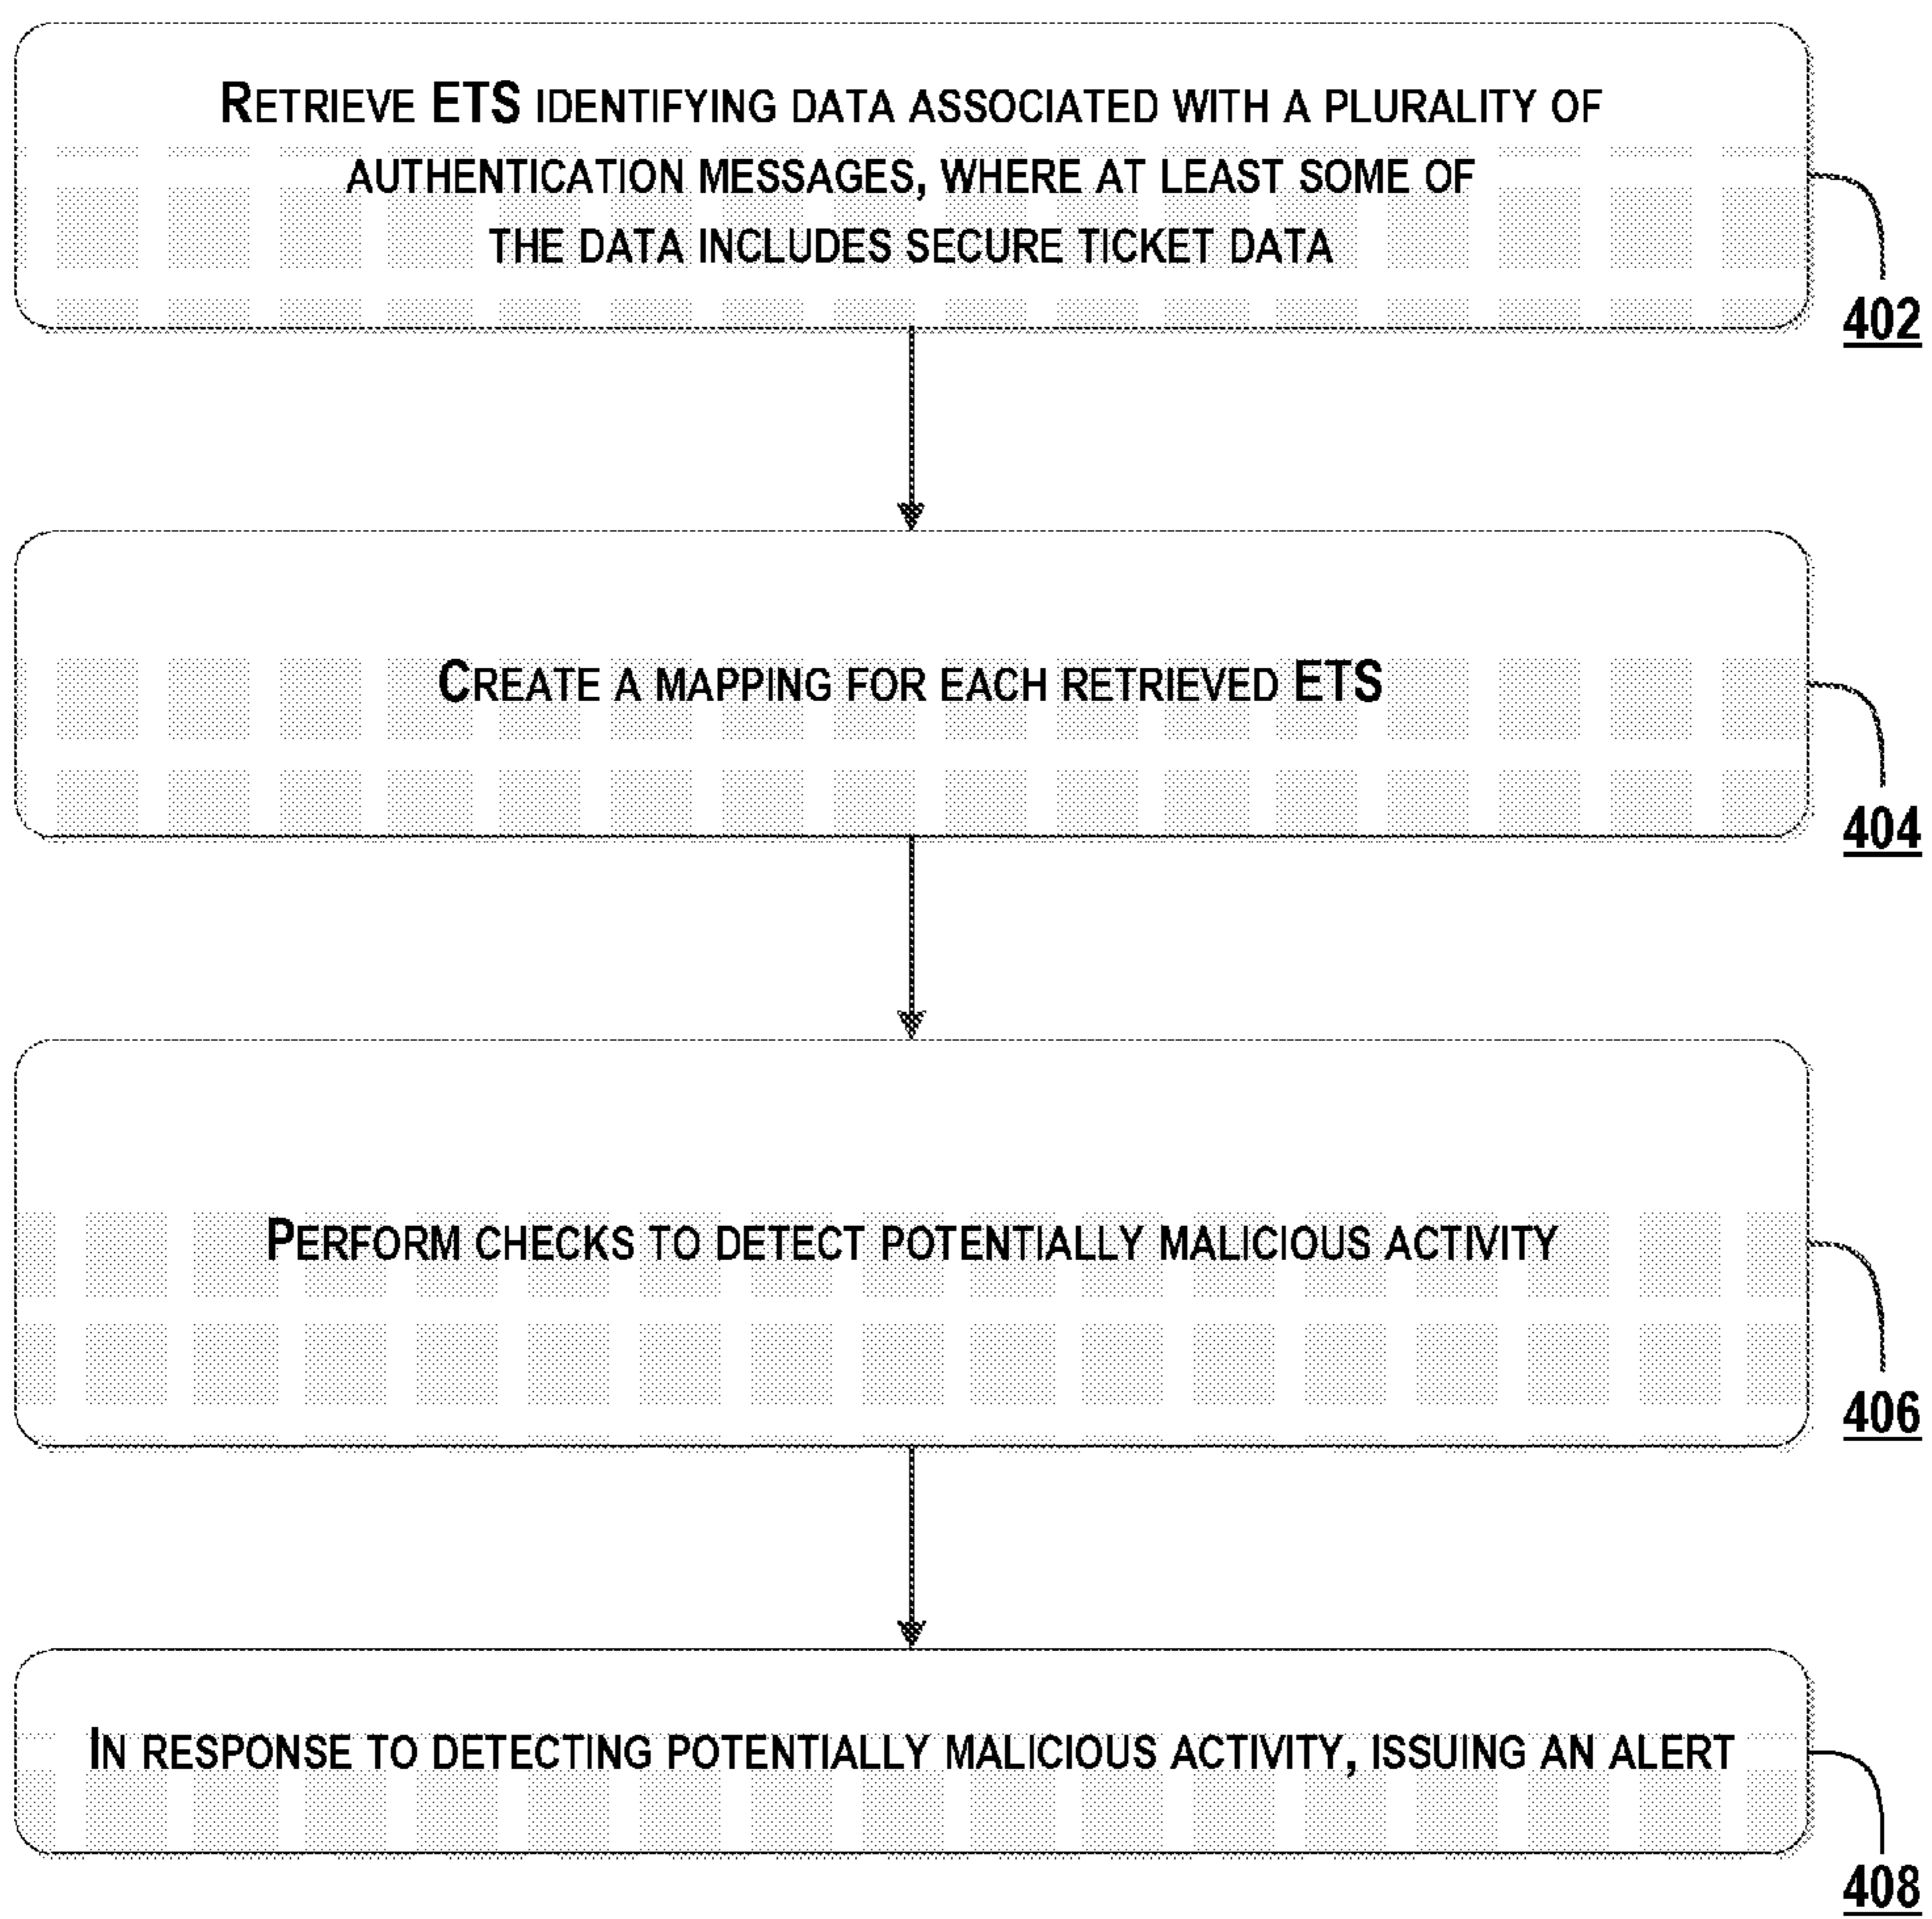 RETRIEVE ETS IDENTIFYING DATA ASSOCIATED WITH A PLURALITY OF
AUTHENTICATION MESSAGES, WHERE AT LEAST SOME OF
THE DATA INCLUDES SECURE TICKET DATA
402
CREATE A MAPPING FOR EACH RETRIEVED ETS
404
PERFORM CHECKS TO DETECT POTENTIALLY MALICIOUS ACTIVITY
406
IN RESPONSE TO DETECTING POTENTIALLY MALICIOUS ACTIVITY, ISSUING AN ALERT
408